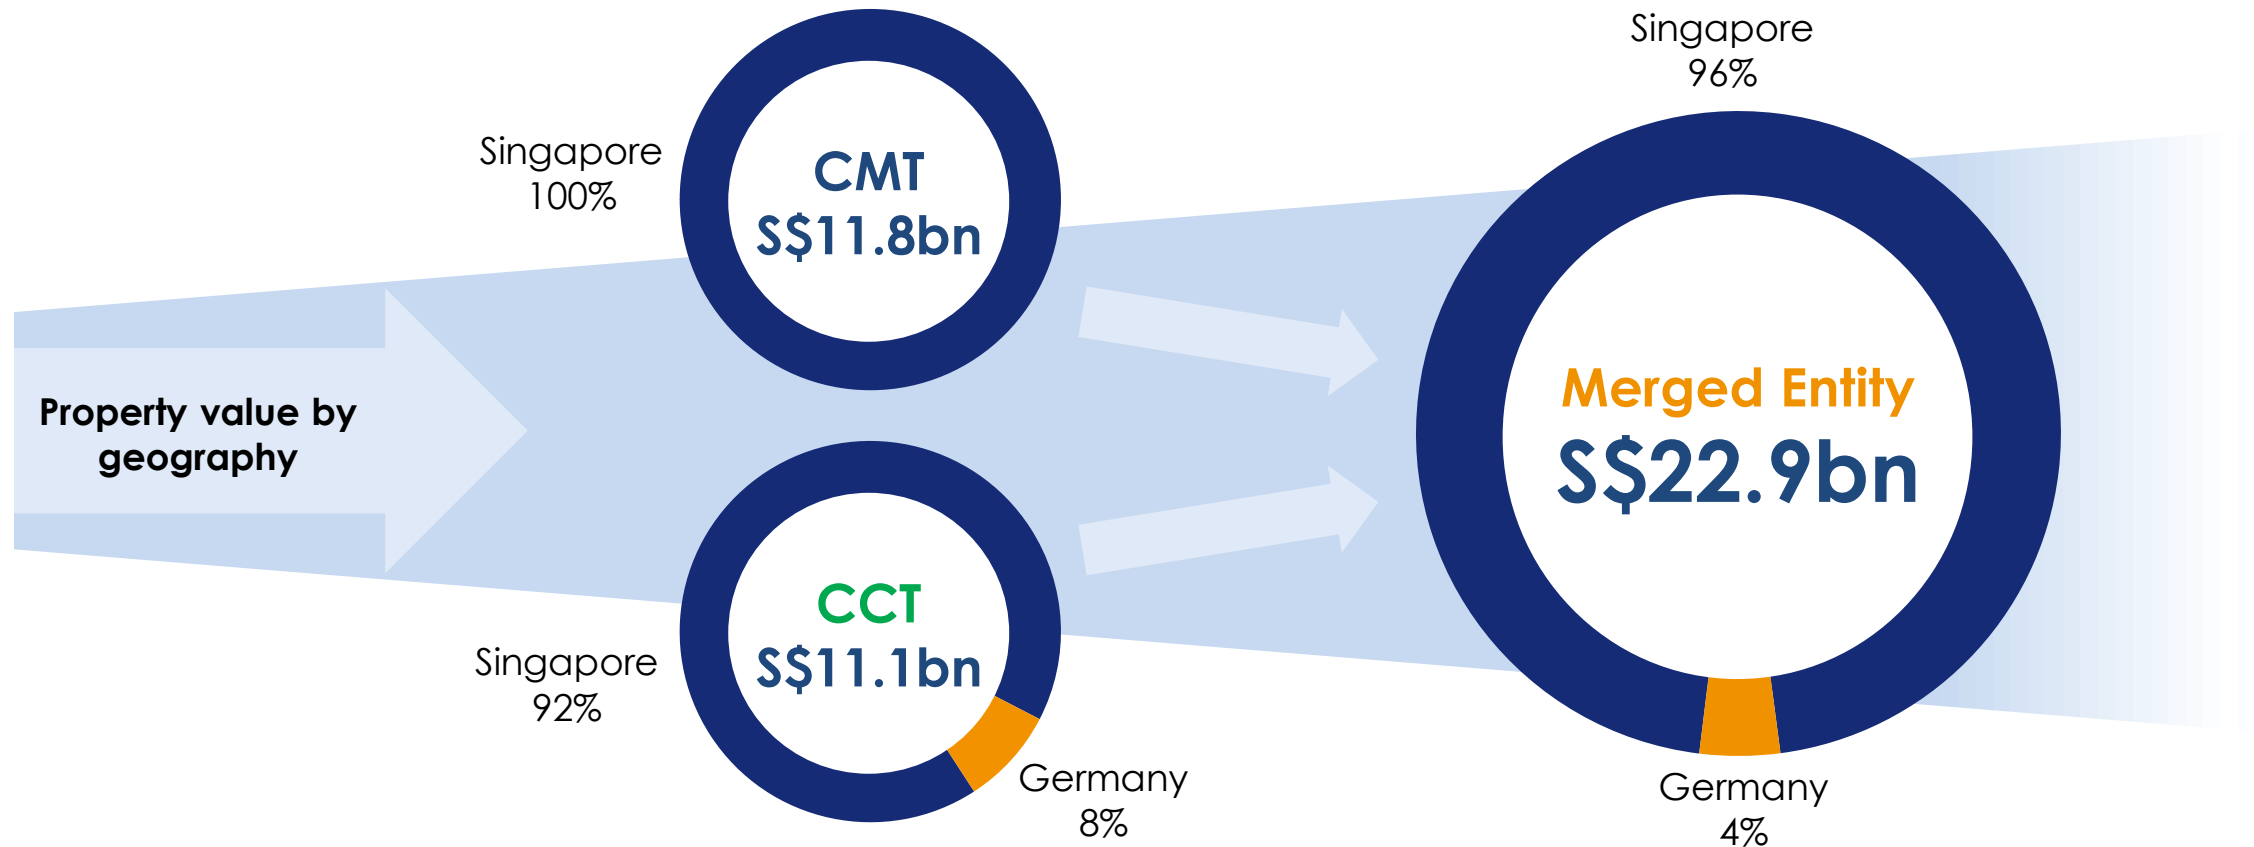 Property value by
geography
Singapore
100%
CMT
S$11.8bn
Singapore
92%
CCT
S$11.1bn
Germany
8%
Singapore
96%
Merged Entity
S$22.9bn
Germany
4%